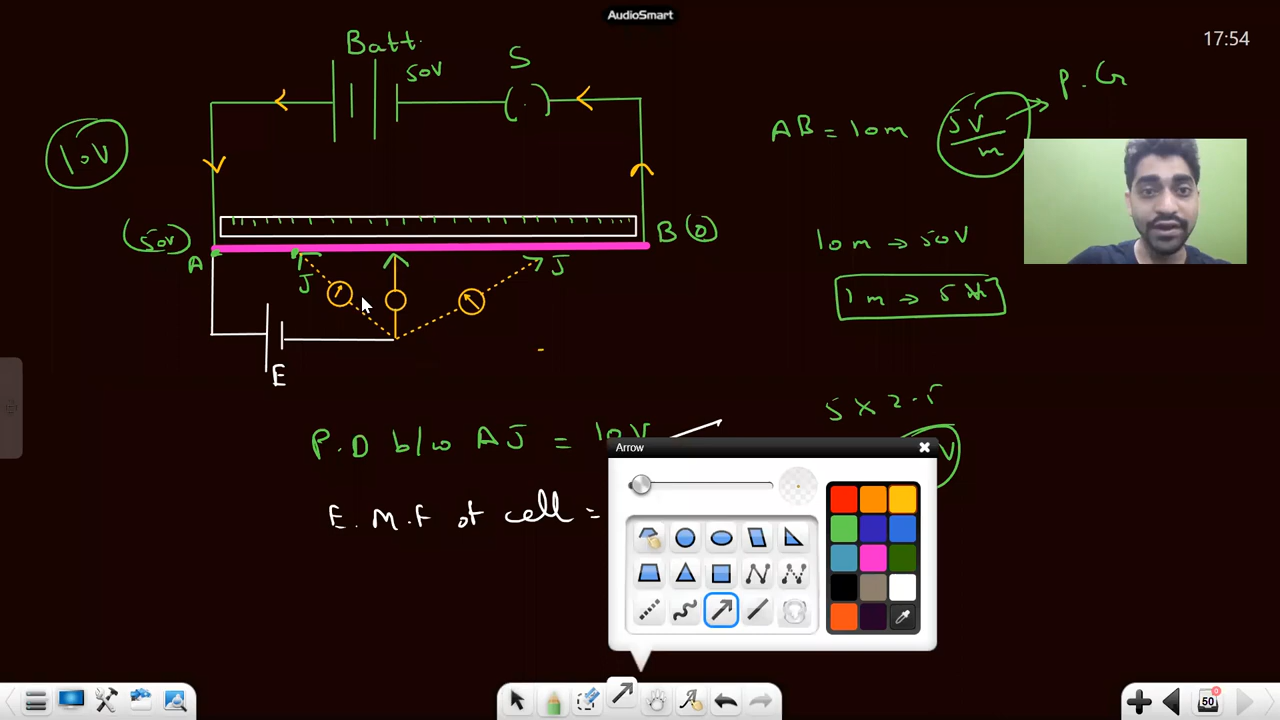 AudioSmart
17:54
Batt.
50V
S
P. Gr
10V
AB = 10m
5V/m
(50V)
A
B (0)
10m → 50V
J
J
1m → 5V
E
5 X 2.5
P.D b/w AJ = 10V
V
Arrow
E.M.F of cell =
50